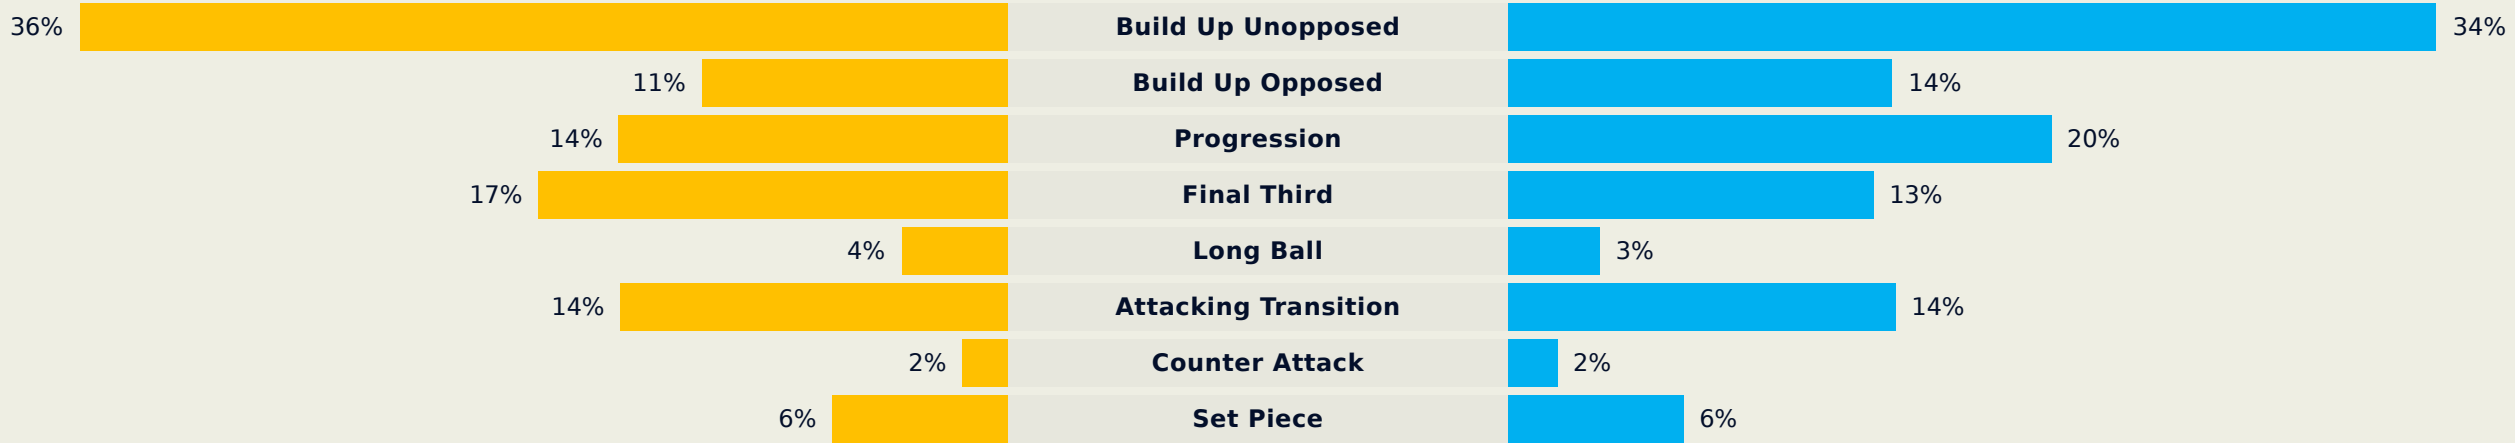 36% Build Up Unopposed 34%
11% Build Up Opposed 14%
14% Progression 20%
17% Final Third 13%
4% Long Ball 3%
14% Attacking Transition 14%
2% Counter Attack 2%
6% Set Piece 6%